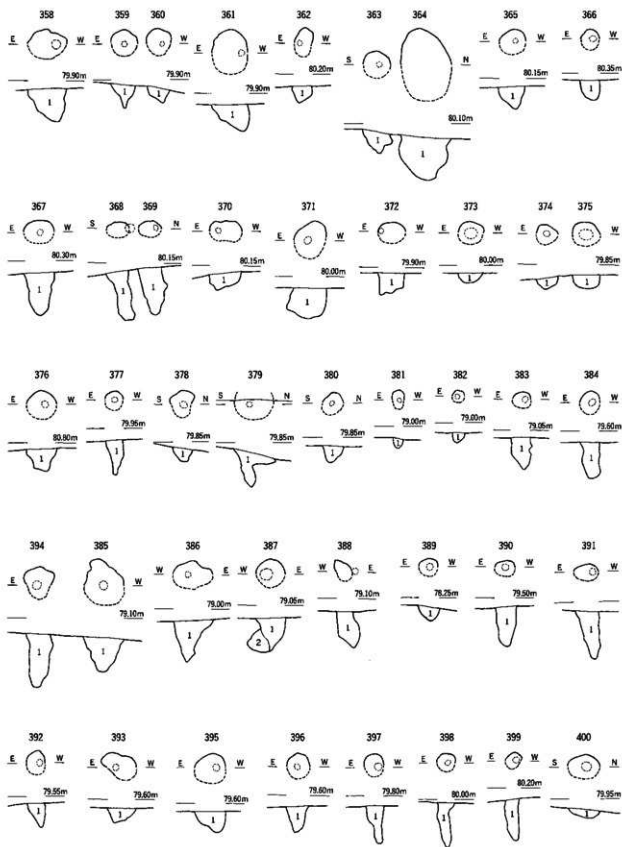 358 359 360 361 362 363 364 365 366
E W E W E W E W S N E W E W
79.90m 79.90m 79.90m 80.20m 80.10m 80.15m 80.35m
1 1 1 1 1 1 1 1 1
367 368 369 370 371 372 373 374 375
E W S N E W E W E W E W E W
80.30m 80.15m 80.15m 80.00m 79.90m 80.00m 79.85m
1 1 1 1 1 1 1 1 1
376 377 378 379 380 381 382 383 384
E W E W S N S N S N E W E W E W E W
80.80m 79.95m 79.85m 79.85m 79.85m 79.00m 79.00m 79.05m 79.60m
1 1 1 1 1 1 1 1 1
394 385 386 387 388 389 390 391
E W W E W E W E E W E W E W
79.10m 79.00m 79.05m 79.10m 78.25m 79.50m
1 1 1 1 2 1 1 1 1
392 393 395 396 397 398 399 400
E W E W E W E W E W E W E W S N
79.55m 79.60m 79.60m 79.60m 79.80m 80.00m 80.20m 79.95m
1 1 1 1 1 1 1 1